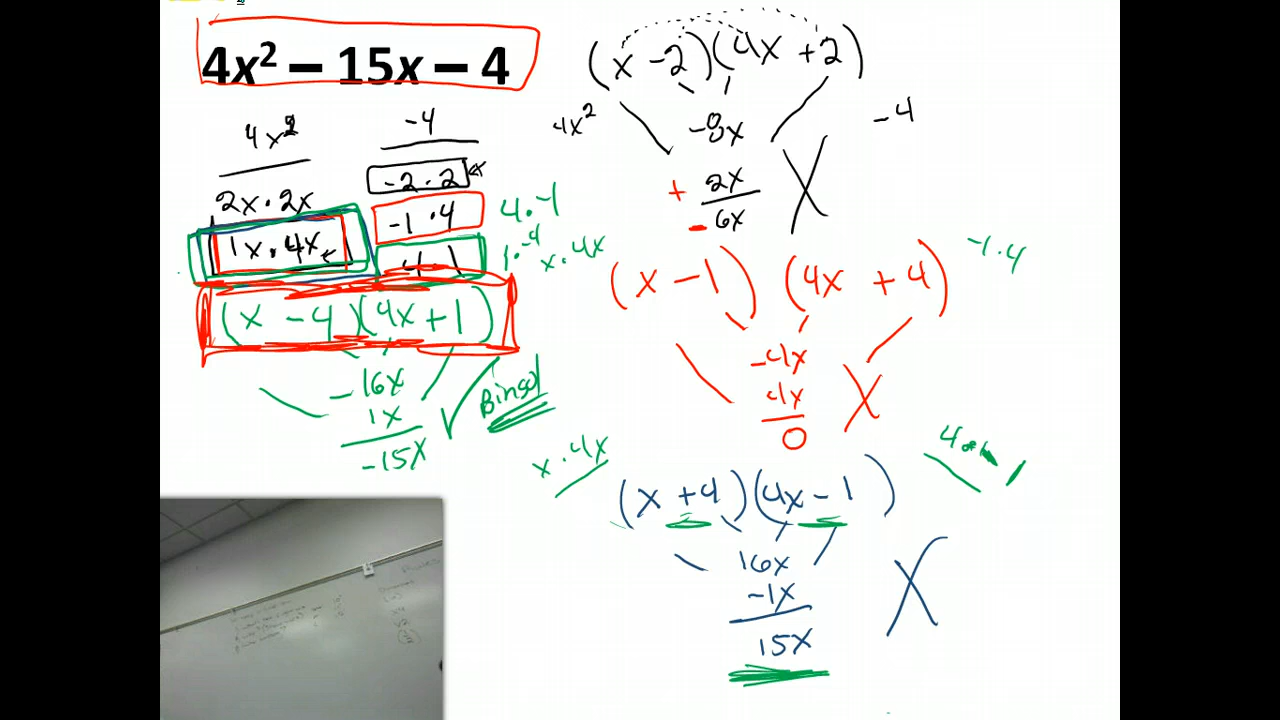 4x² – 15x – 4
4x²
-4
2x · 2x
-2 · 2
1x · 4x
-1 · 4
4 · -1
1 · -4
x · 4x
(x - 4)(4x + 1)
-16x
1x
-15x
Bingo!
(x - 2)(4x + 2)
4x²
-4
-8x
+ 2x
- 6x
X
(x - 1) (4x + 4)
-1 · 4
-4x
4x
0
X
x · 4x
(x + 4)(4x - 1)
16x
-1x
15x
X